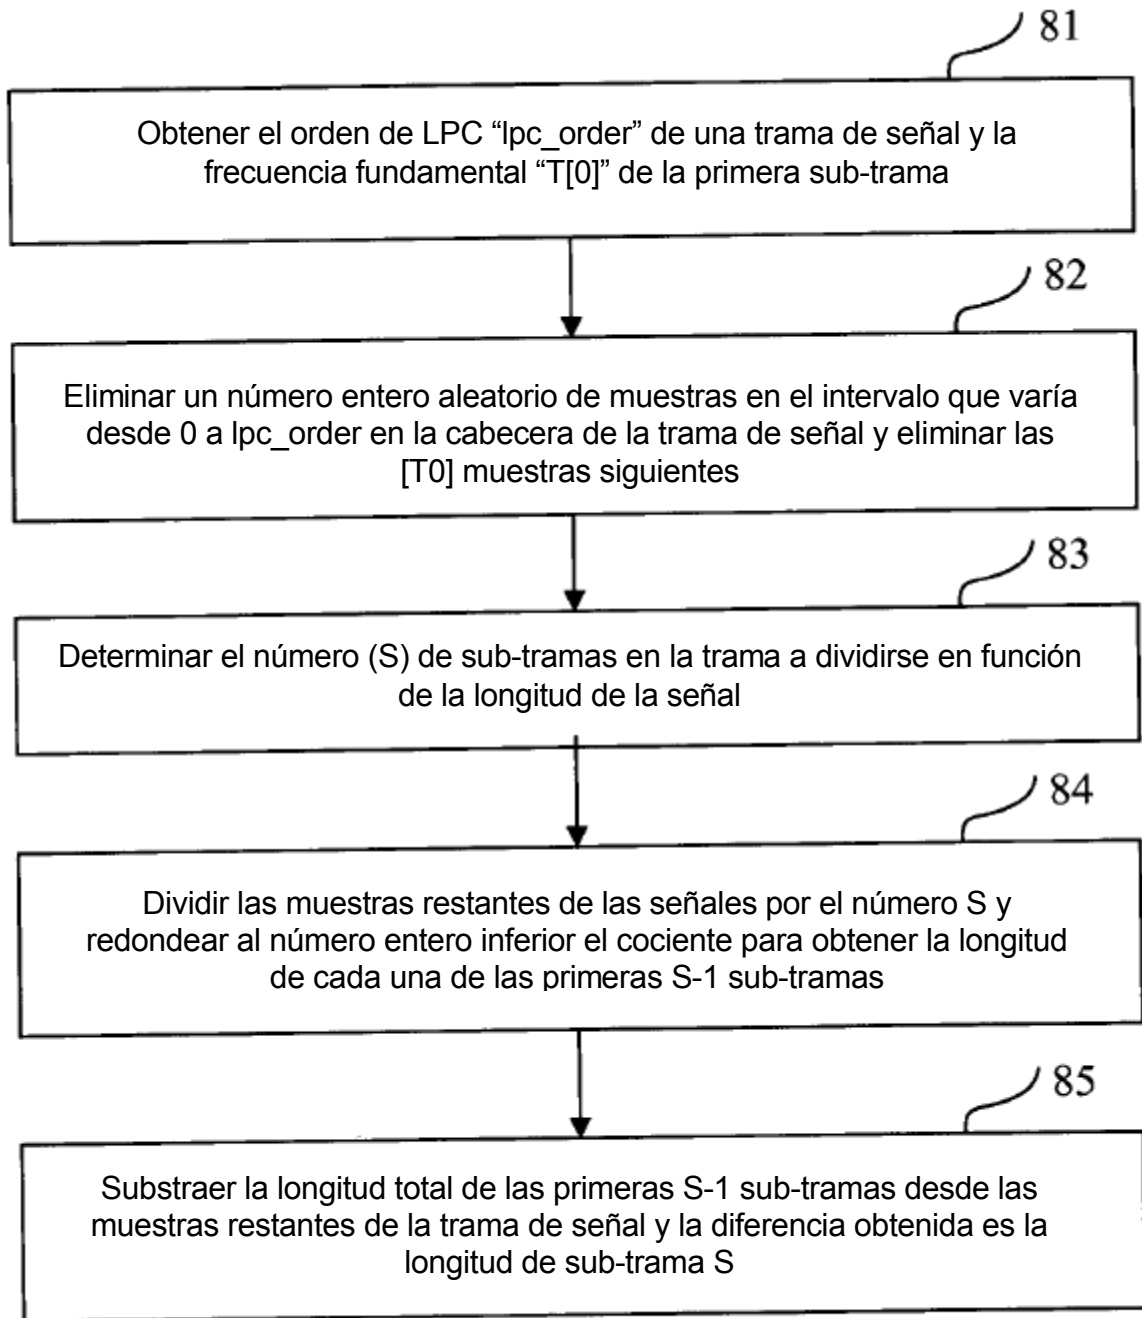 81
Obtener el orden de LPC “lpc_order” de una trama de señal y la
frecuencia fundamental “T[0]” de la primera sub-trama
82
Eliminar un número entero aleatorio de muestras en el intervalo que varía
desde 0 a lpc_order en la cabecera de la trama de señal y eliminar las
[T0] muestras siguientes
83
Determinar el número (S) de sub-tramas en la trama a dividirse en función
de la longitud de la señal
84
Dividir las muestras restantes de las señales por el número S y
redondear al número entero inferior el cociente para obtener la longitud
de cada una de las primeras S-1 sub-tramas
85
Substraer la longitud total de las primeras S-1 sub-tramas desde las
muestras restantes de la trama de señal y la diferencia obtenida es la
longitud de sub-trama S